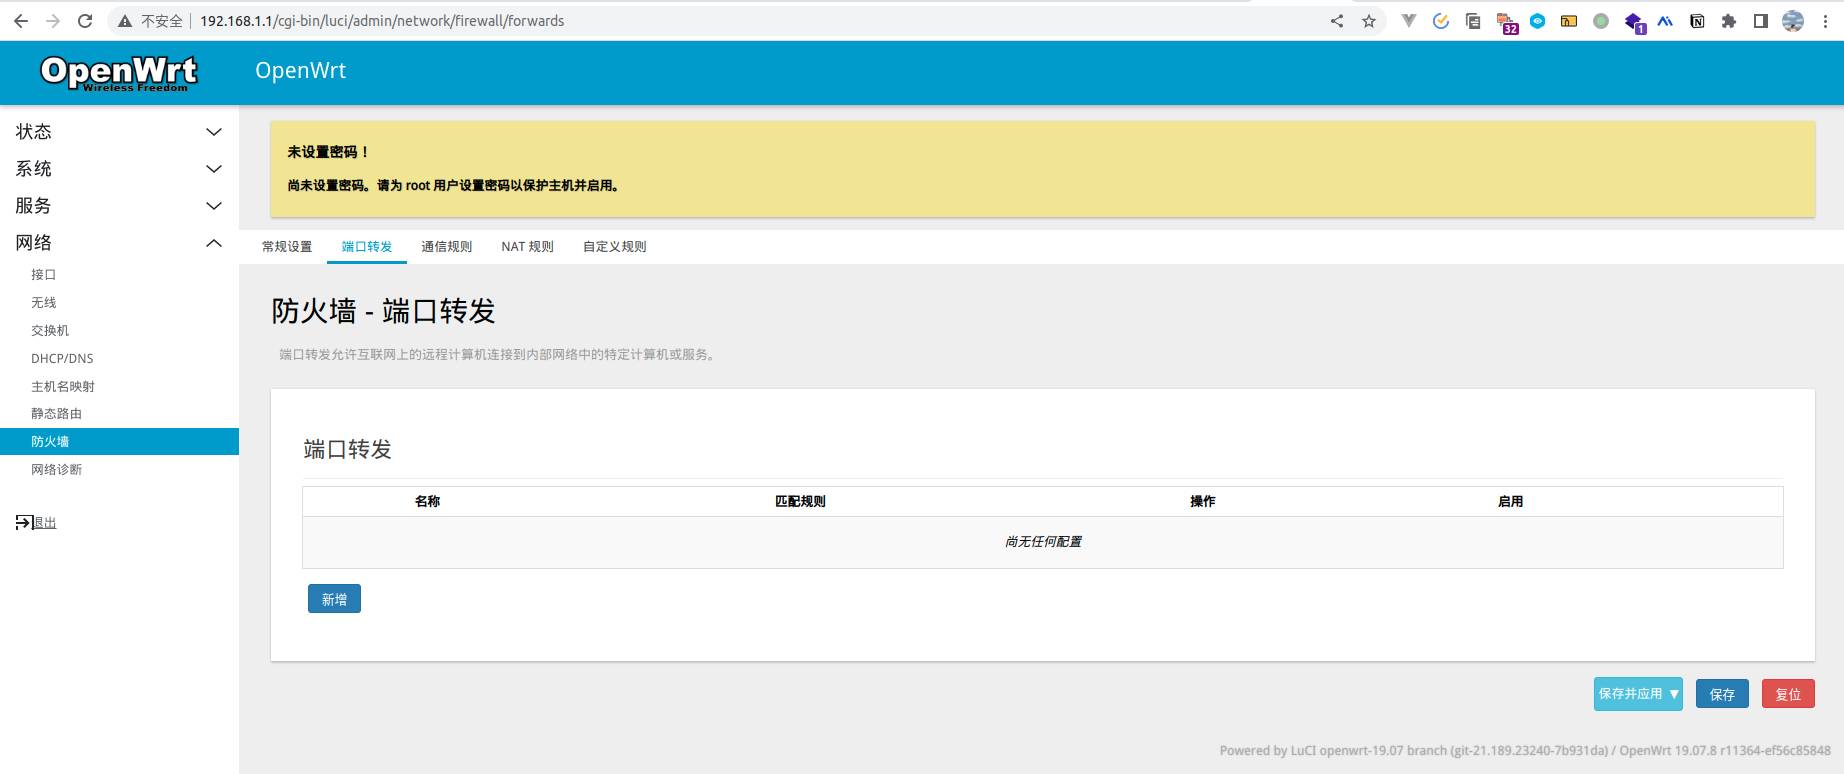 不安全 192.168.1.1/cgi-bin/luci/admin/network/firewall/forwards
32
1
OpenWrt
Wireless Freedom
OpenWrt
状态
系统
服务
网络
接口
无线
交换机
DHCP/DNS
主机名映射
静态路由
防火墙
网络诊断
退出
未设置密码！
尚未设置密码。请为 root 用户设置密码以保护主机并启用。
常规设置 端口转发 通信规则 NAT 规则 自定义规则
防火墙 - 端口转发
端口转发允许互联网上的远程计算机连接到内部网络中的特定计算机或服务。
端口转发
名称 匹配规则 操作 启用
尚无任何配置
新增
保存并应用 保存 复位
Powered by LuCI openwrt-19.07 branch (git-21.189.23240-7b931da) / OpenWrt 19.07.8 r11364-ef56c85848